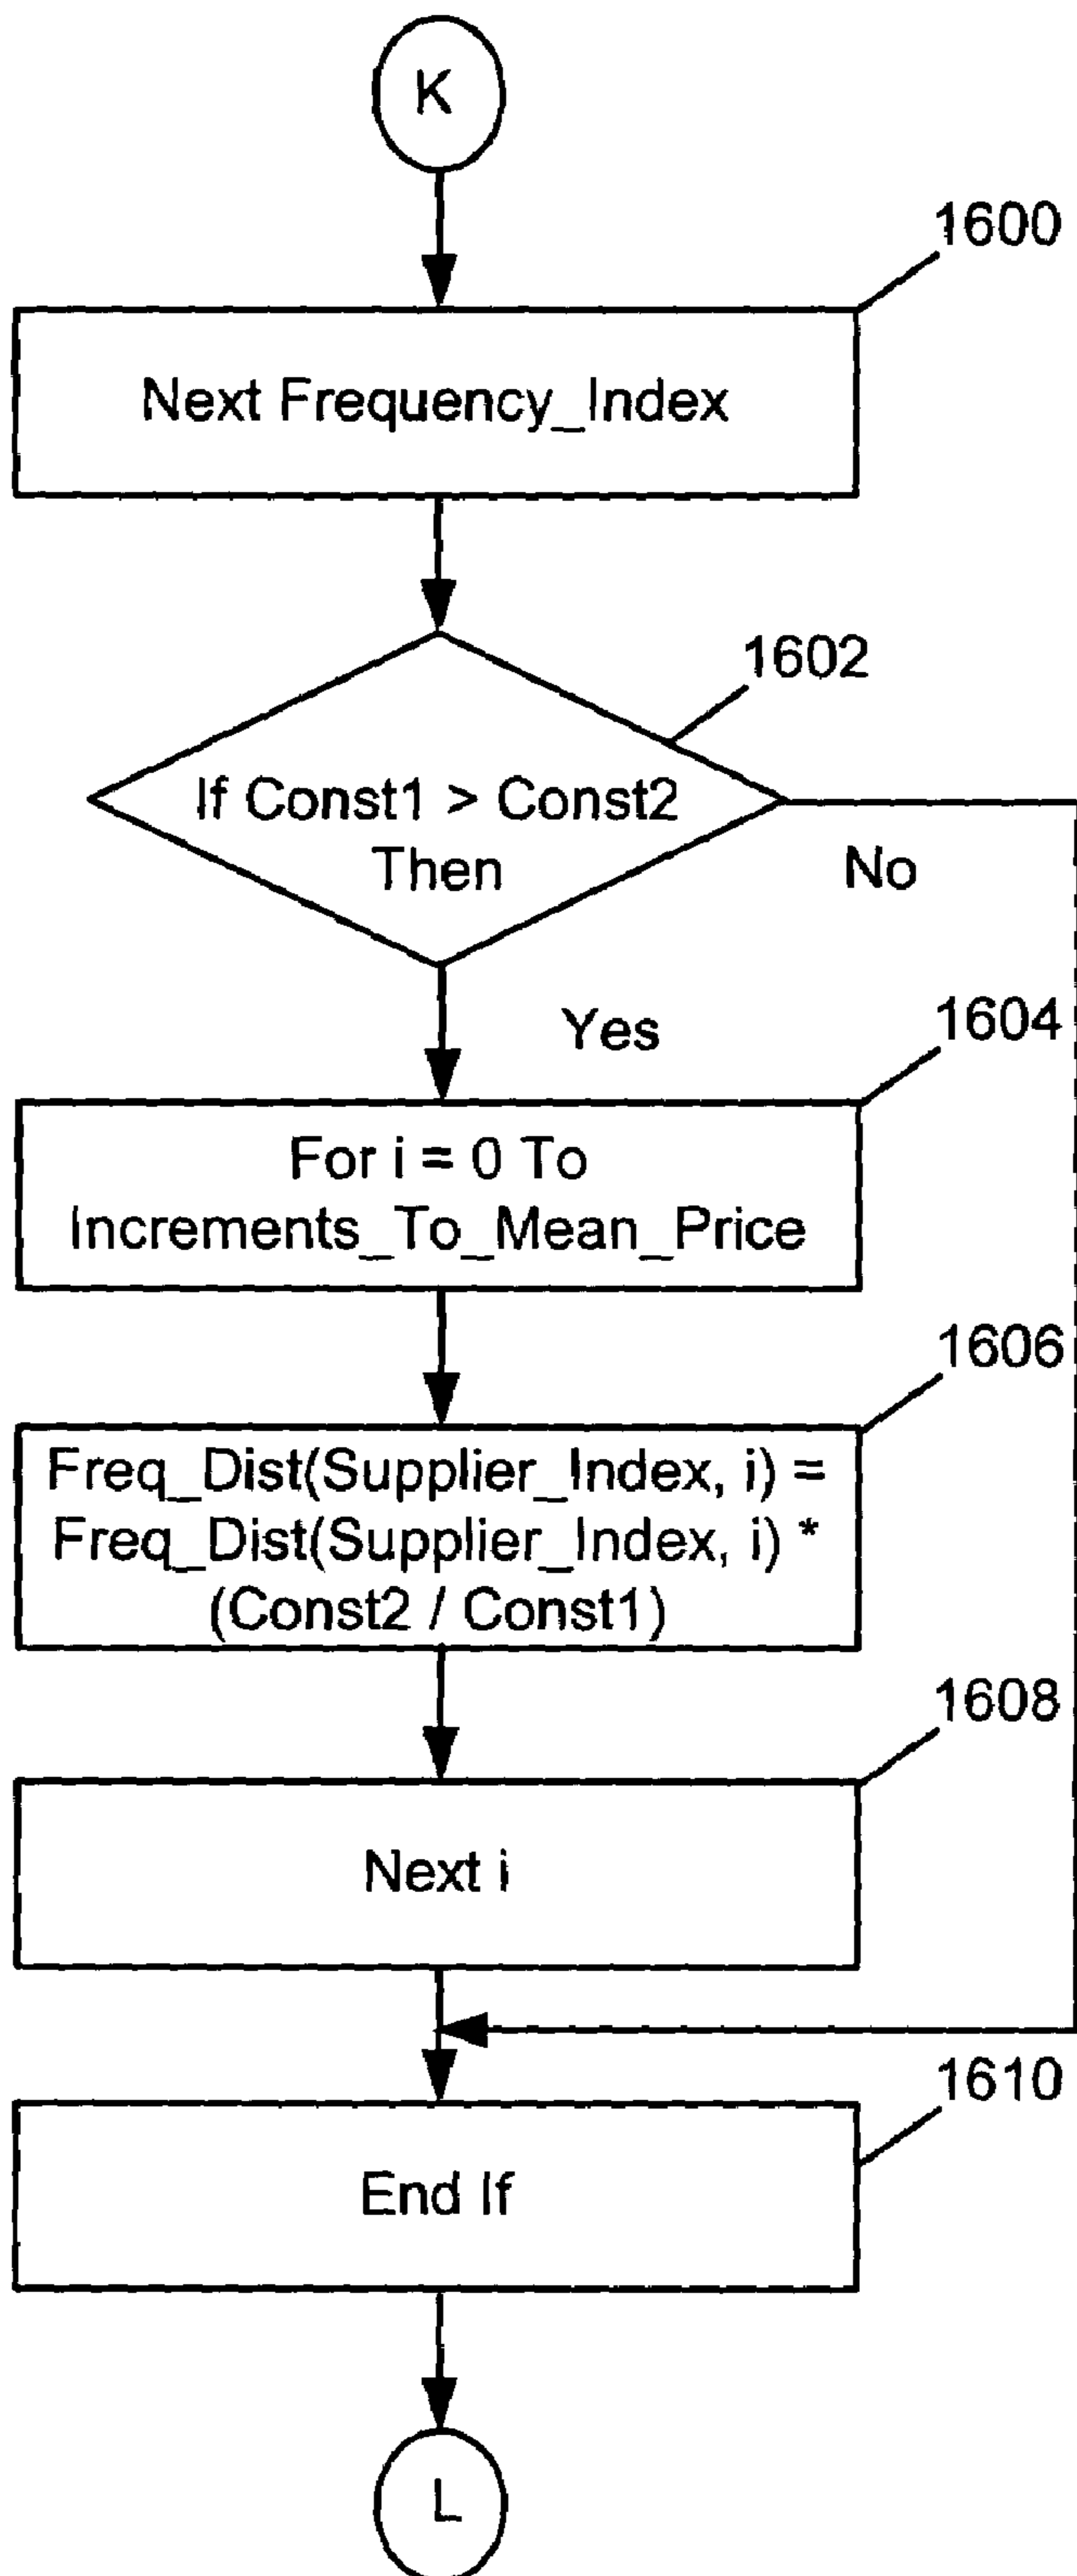 K
1600
Next Frequency_Index
1602
If Const1 > Const2
Then
No
Yes
1604
For i = 0 To
Increments_To_Mean_Price
1606
Freq_Dist(Supplier_Index, i) =
Freq_Dist(Supplier_Index, i) *
(Const2 / Const1)
1608
Next i
1610
End If
L